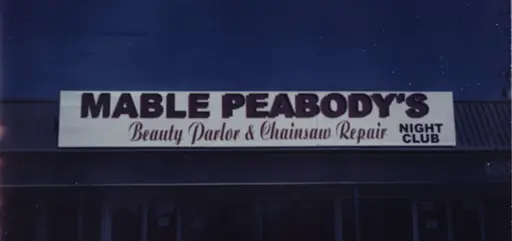 MABLE PEABODY'S
Beauty Parlor & Chainsaw Repair
NIGHT
CLUB